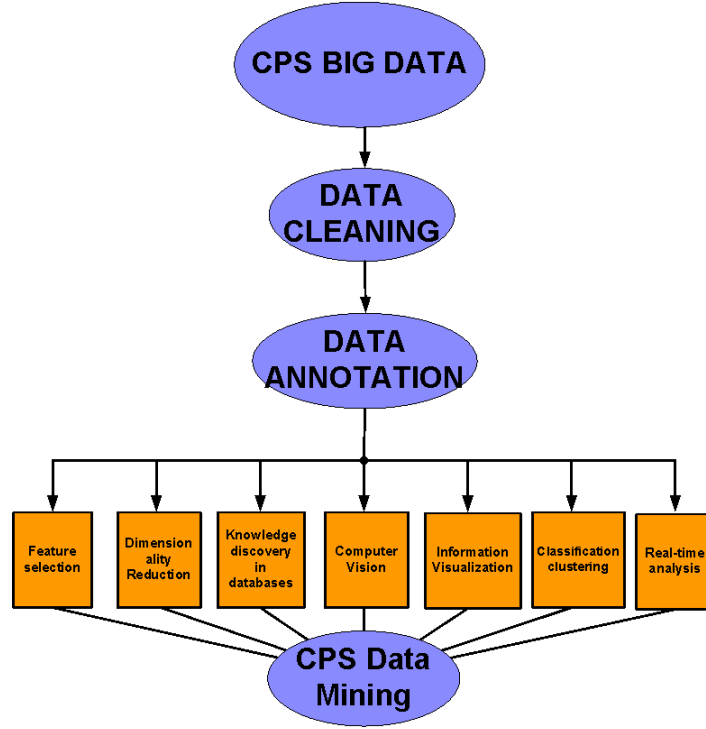 CPS BIG DATA
DATA
CLEANING
DATA
ANNOTATION
Feature
selection
Dimension
ality
Reduction
Knowledge
discovery
in
databases
Computer
Vision
Information
Visualization
Classification
clustering
Real-time
analysis
CPS Data
Mining